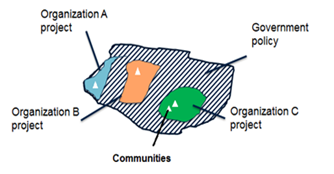 Organization A
project
Government
policy
Organization B
project
Organization C
project
Communities